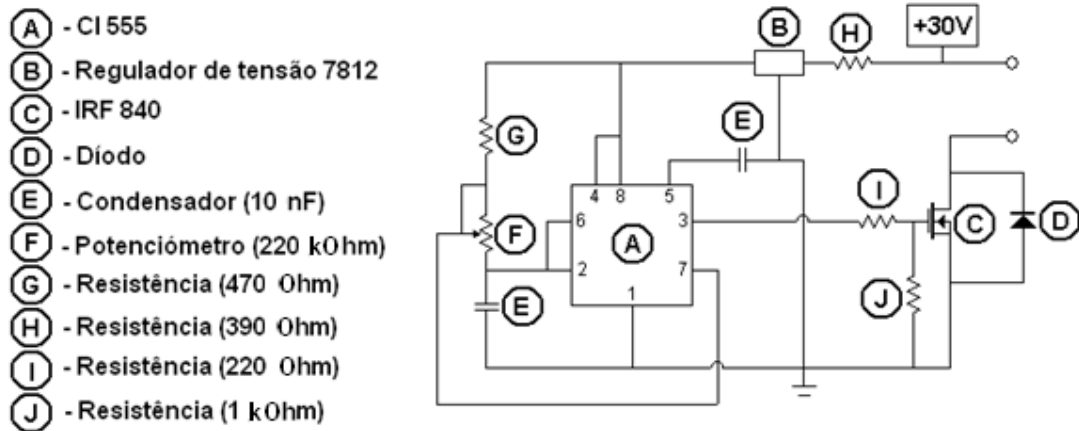 A - CI 555
B - Regulador de tensão 7812
C - IRF 840
D - Díodo
E - Condensador (10 nF)
F - Potenciómetro (220 kOhm)
G - Resistência (470 Ohm)
H - Resistência (390 Ohm)
I - Resistência (220 Ohm)
J - Resistência (1 kOhm)
B H +30V
G E
4 8 5 I
6 3
F A C D
2 7
E 1 J